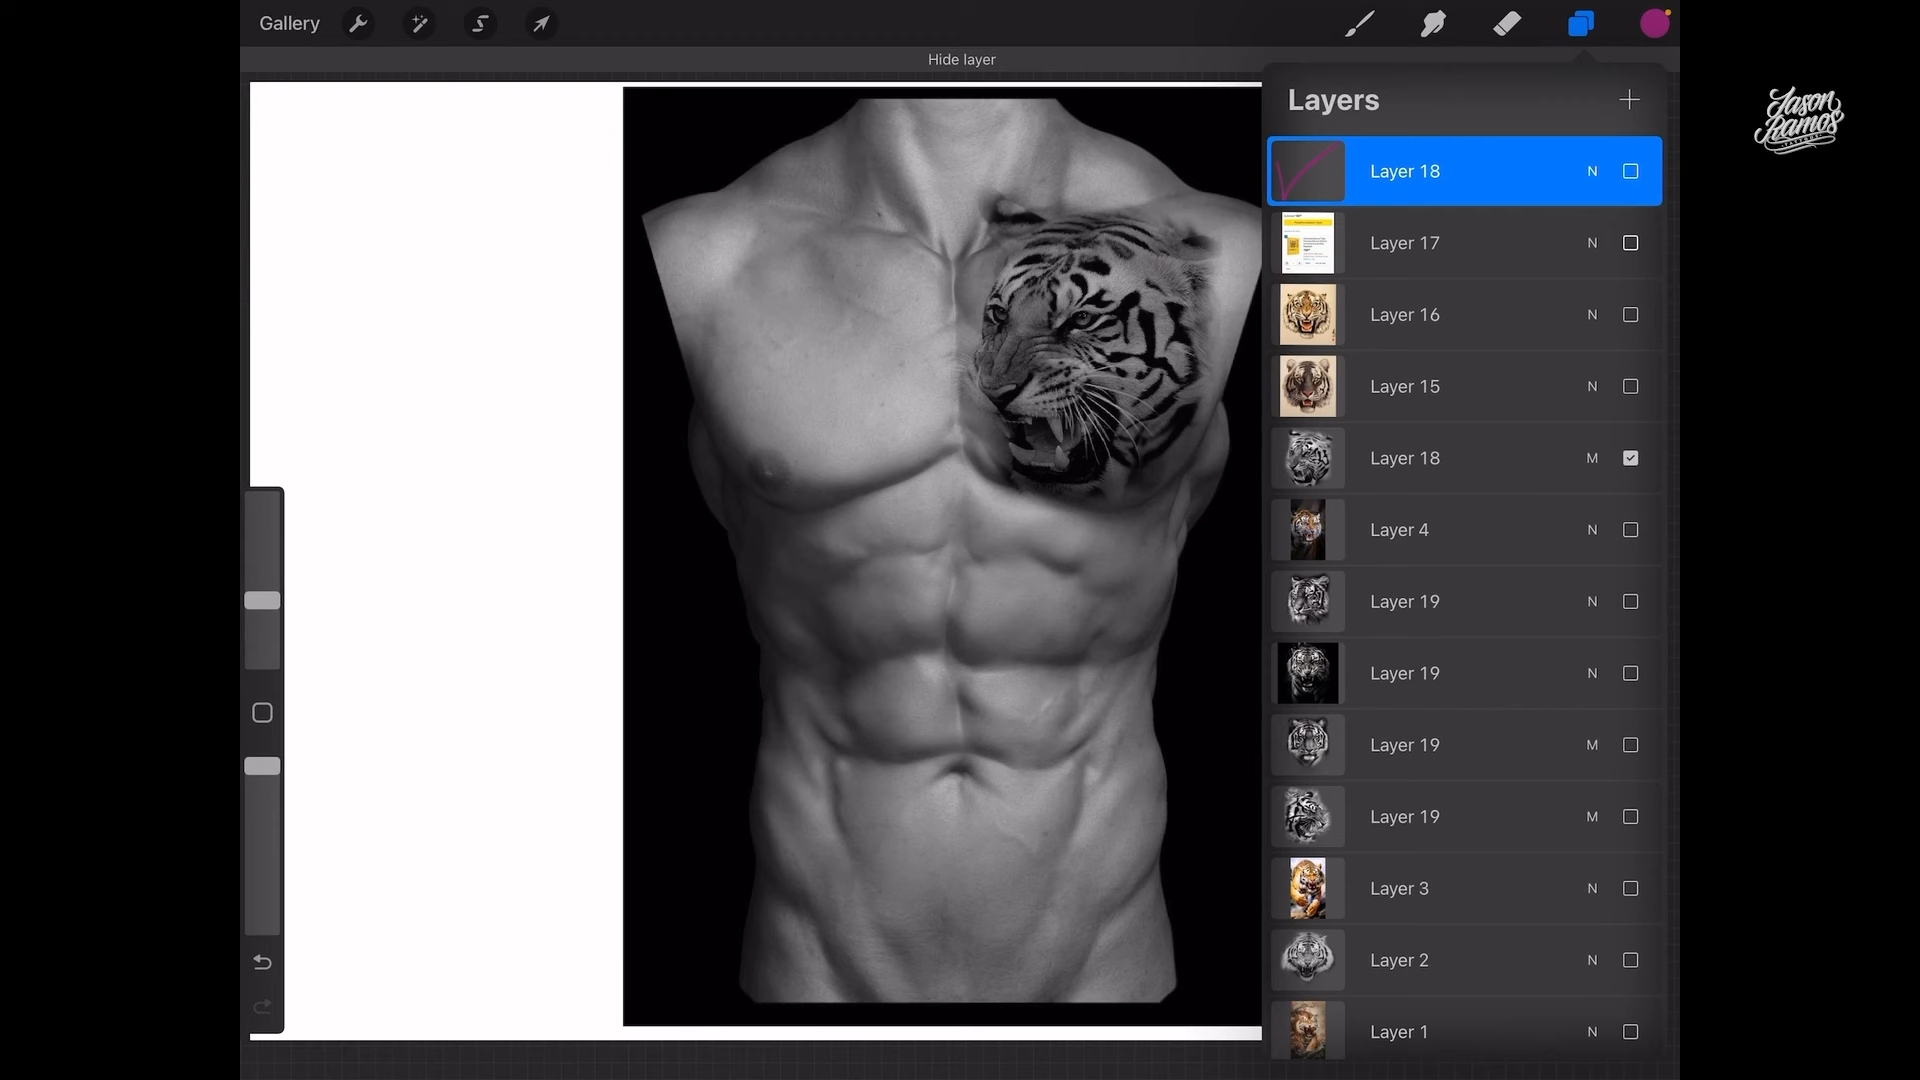 Gallery
Hide layer
Layers
Jason
Ramos
Layer 18 N
Layer 17 N
Layer 16 N
Layer 15 N
Layer 18 M
Layer 4 N
Layer 19 N
Layer 19 N
Layer 19 M
Layer 19 M
Layer 3 N
Layer 2 N
Layer 1 N